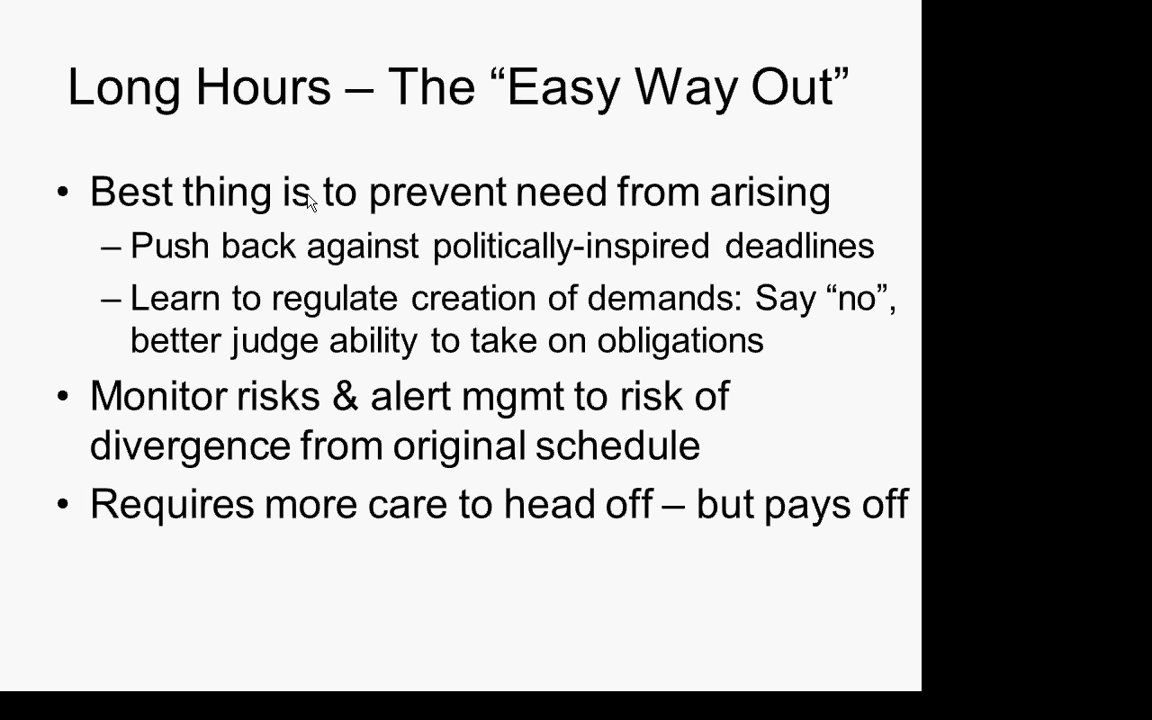 Long Hours – The “Easy Way Out”
• Best thing is to prevent need from arising
– Push back against politically-inspired deadlines
– Learn to regulate creation of demands: Say “no”,
better judge ability to take on obligations
• Monitor risks & alert mgmt to risk of
divergence from original schedule
• Requires more care to head off – but pays off